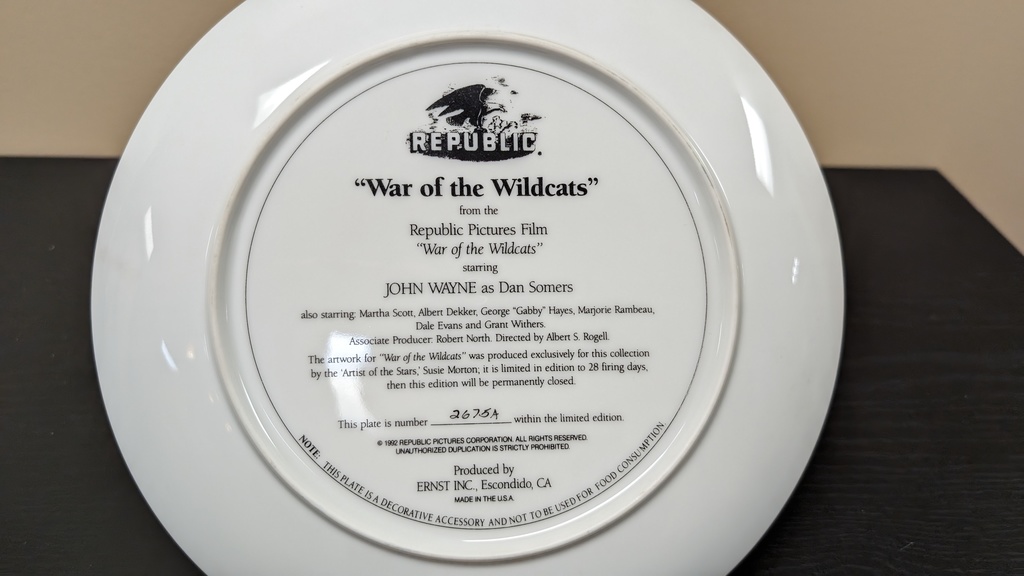 REPUBLIC.
“War of the Wildcats”
from the
Republic Pictures Film
“War of the Wildcats”
starring
JOHN WAYNE as Dan Somers
also starring: Martha Scott, Albert Dekker, George “Gabby” Hayes, Marjorie Rambeau,
Dale Evans and Grant Withers.
Associate Producer: Robert North. Directed by Albert S. Rogell.
The artwork for “War of the Wildcats” was produced exclusively for this collection
by the ‘Artist of the Stars,’ Susie Morton; it is limited in edition to 28 firing days,
then this edition will be permanently closed.
This plate is number 2675A within the limited edition.
© 1992 REPUBLIC PICTURES CORPORATION. ALL RIGHTS RESERVED.
UNAUTHORIZED DUPLICATION IS STRICTLY PROHIBITED.
Produced by
ERNST INC., Escondido, CA
MADE IN THE U.S.A.
NOTE: THIS PLATE IS A DECORATIVE ACCESSORY AND NOT TO BE USED FOR FOOD CONSUMPTION